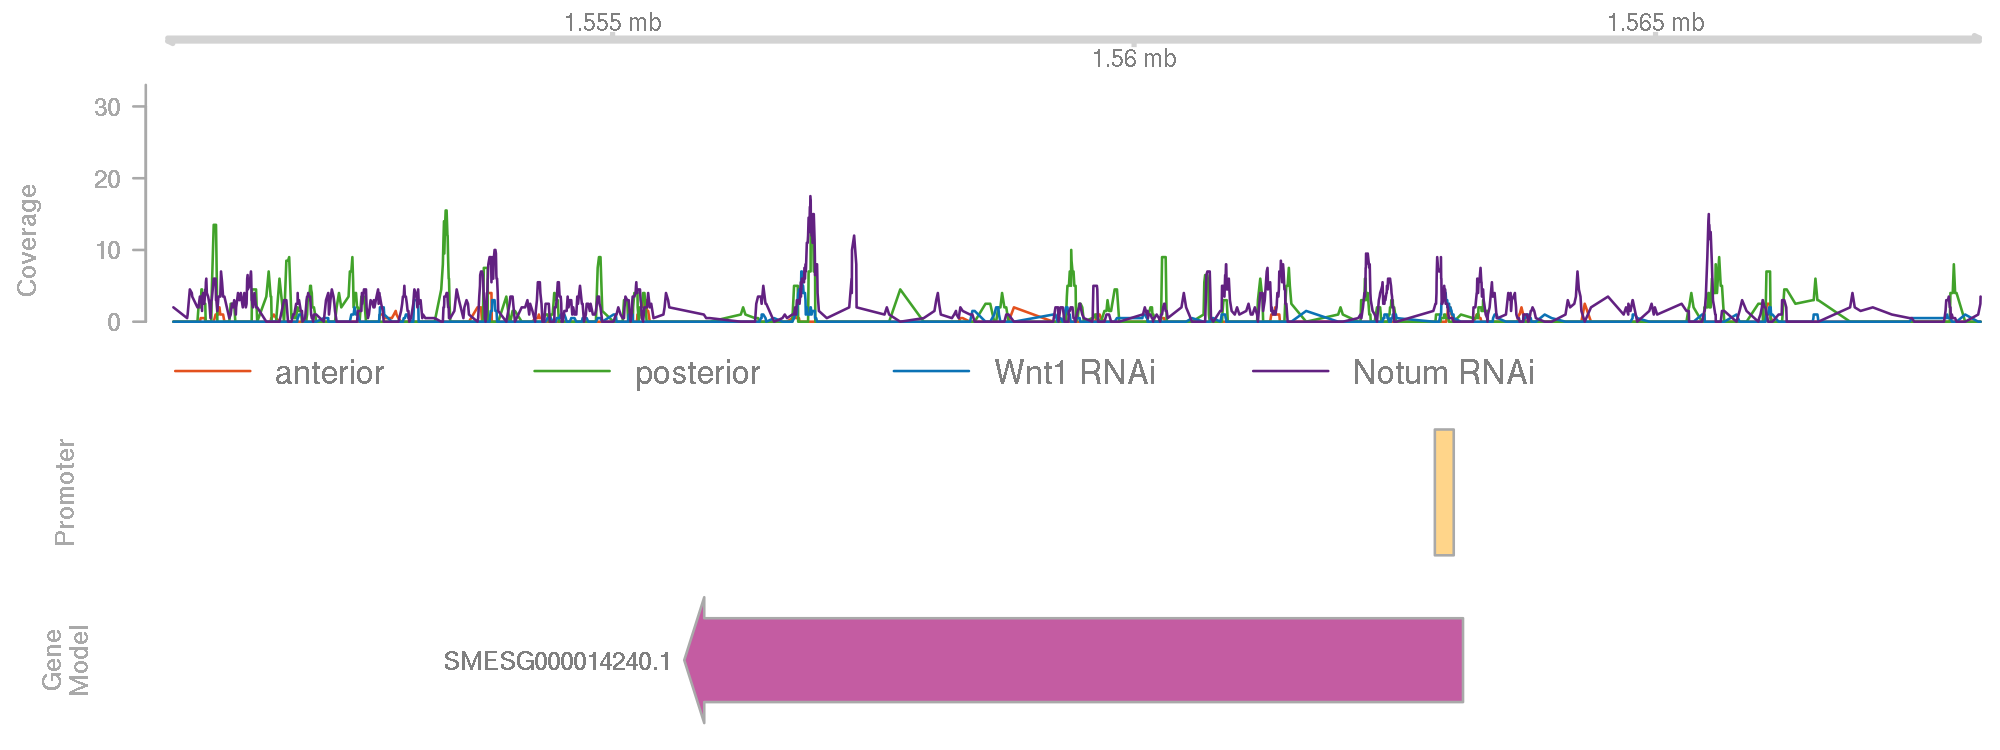 1.555 mb
1.565 mb
1.56 mb
30
20
10
0
Coverage
anterior posterior Wnt1 RNAi Notum RNAi
Promoter
Gene
Model
SMESG000014240.1